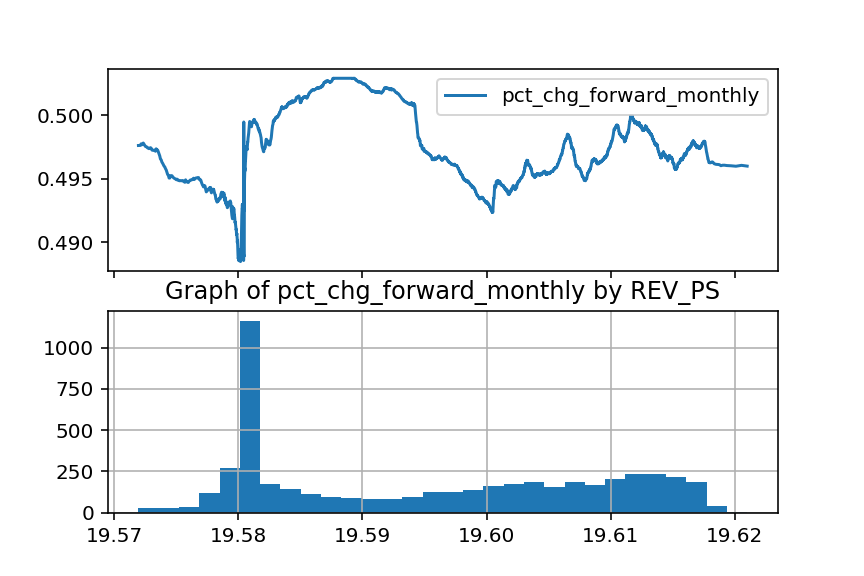 pct_chg_forward_monthly
0.500
0.495
0.490
Graph of pct_chg_forward_monthly by REV_PS
1000
750
500
250
0
19.57 19.58 19.59 19.60 19.61 19.62